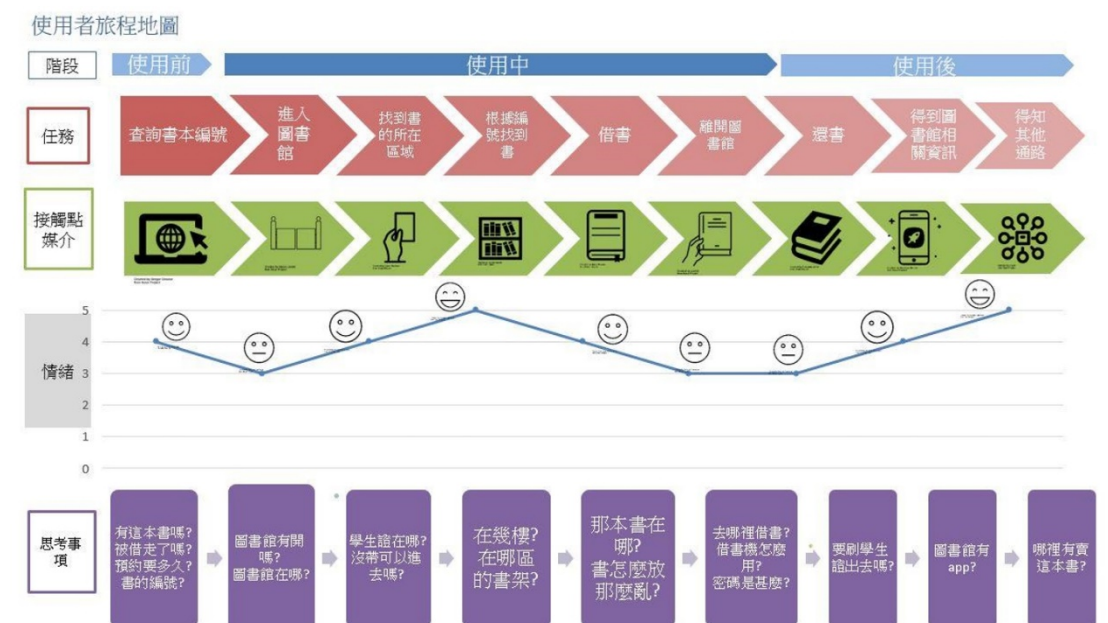 使用者旅程地圖
階段
使用前
使用中
使用後
任務
查詢書本編號
進入
圖書
館
找到書
的所在
區域
根據編
號找到
書
借書
離開圖
書館
還書
得到圖
書館相
關資訊
得知
其他
通路
接觸點
媒介
5
4
情緒
3
2
1
0
思考事
項
有這本書嗎?
被借走了嗎?
預約要多久?
書的編號?
圖書館有開
嗎?
圖書館在哪?
學生證在哪?
沒帶可以進
去嗎?
在幾樓?
在哪區
的書架?
那本書在
哪?
書怎麼放
那麼亂?
去哪裡借書?
借書機怎麼
用?
密碼是甚麼?
要刷學生
證出去嗎?
圖書館有
app?
哪裡有賣
這本書?